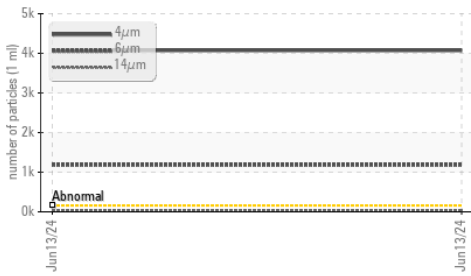 5k
4µm
6µm
4k
14µm
number of particles (1 ml)
3k
2k
1k
Abnormal
0k
Jun13/24
Jun13/24